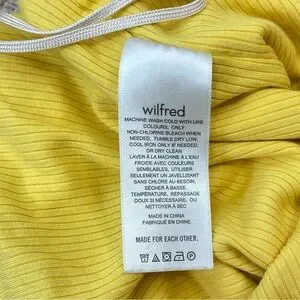 wilfred
MACHINE WASH COLD WITH LIKE
COLOURS, ONLY
NON-CHLORINE BLEACH WHEN
NEEDED, TUMBLE DRY LOW,
COOL IRON ONLY IF NEEDED,
OR DRY CLEAN
LAVER À LA MACHINE À L'EAU
FROIDE AVEC COULEURS
SEMBLABLES, UTILISER
SEULEMENT UN JAVELLISANT
SANS CHLORE AU BESOIN,
SÉCHER À BASSE
TEMPÉRATURE, REPASSAGE
DOUX SI NÉCESSAIRE, OU
NETTOYER À SEC
MADE IN CHINA
FABRIQUÉ EN CHINE
MADE FOR EACH OTHER.